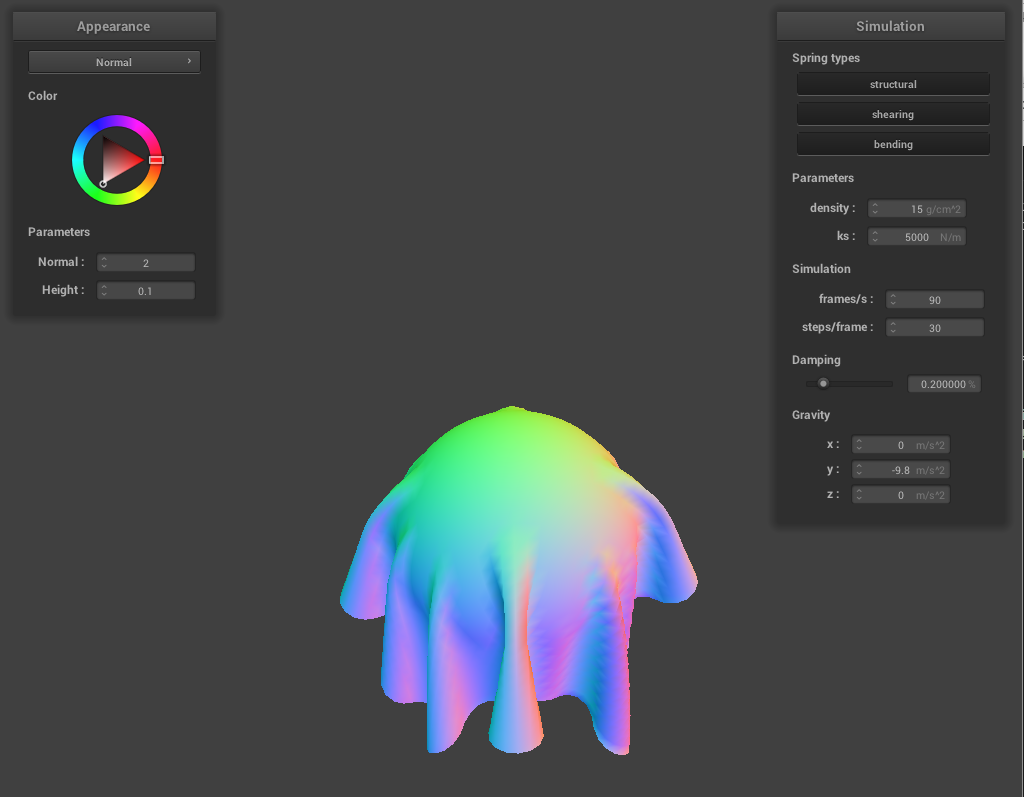 Appearance
Normal
Color
Parameters
Normal : 2
Height : 0.1
Simulation
Spring types
structural
shearing
bending
Parameters
density : 15 g/cm^2
ks : 5000 N/m
Simulation
frames/s : 90
steps/frame : 30
Damping
0.200000 %
Gravity
x : 0 m/s^2
y : -9.8 m/s^2
z : 0 m/s^2